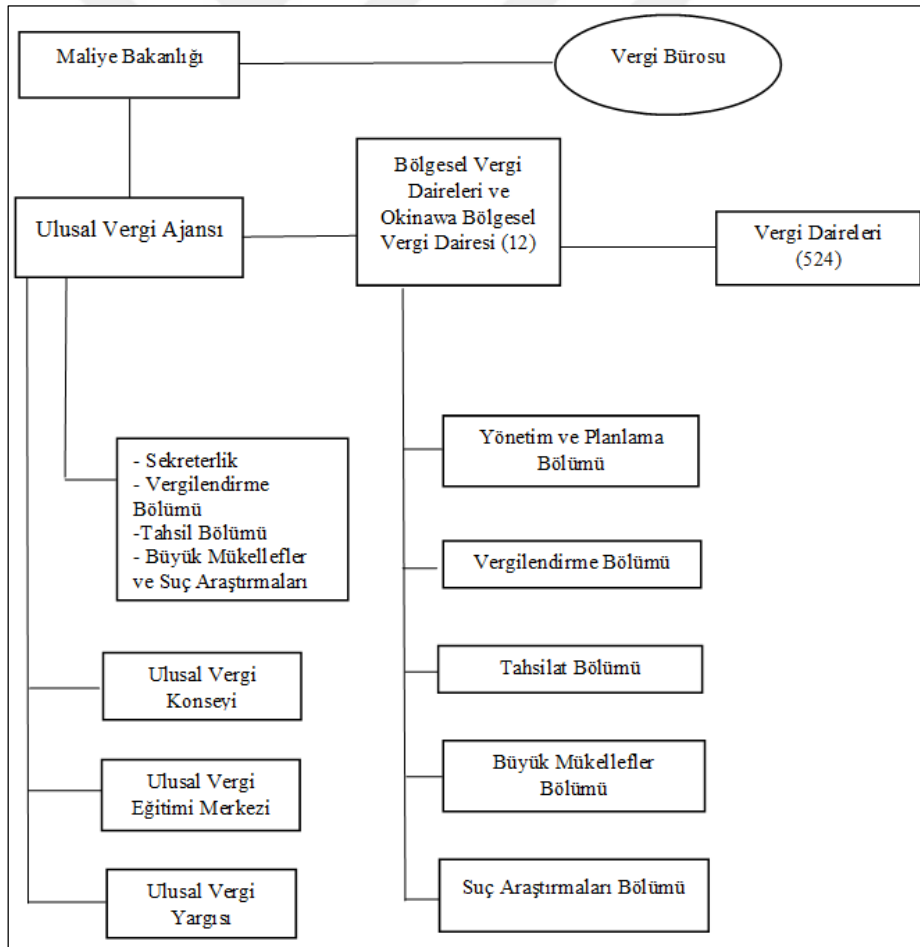 Maliye Bakanlığı
Vergi Bürosu
Ulusal Vergi Ajansı
Bölgesel Vergi
Daireleri ve
Okinawa Bölgesel
Vergi Dairesi (12)
Vergi Daireleri
(524)
- Sekreterlik
- Vergilendirme
Bölümü
-Tahsil Bölümü
- Büyük Mükellefler
ve Suç Araştırmaları
Ulusal Vergi
Konseyi
Ulusal Vergi
Eğitimi Merkezi
Ulusal Vergi
Yargısı
Yönetim ve Planlama
Bölümü
Vergilendirme Bölümü
Tahsilat Bölümü
Büyük Mükellefler
Bölümü
Suç Araştırmaları Bölümü